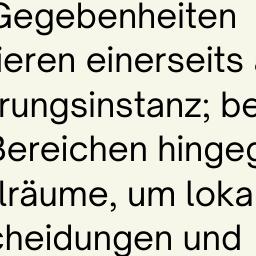 Gegebenheiten
ieren einerseits
rungsinstanz; be
Bereichen hingeg
lräume, um loka
cheidungen und